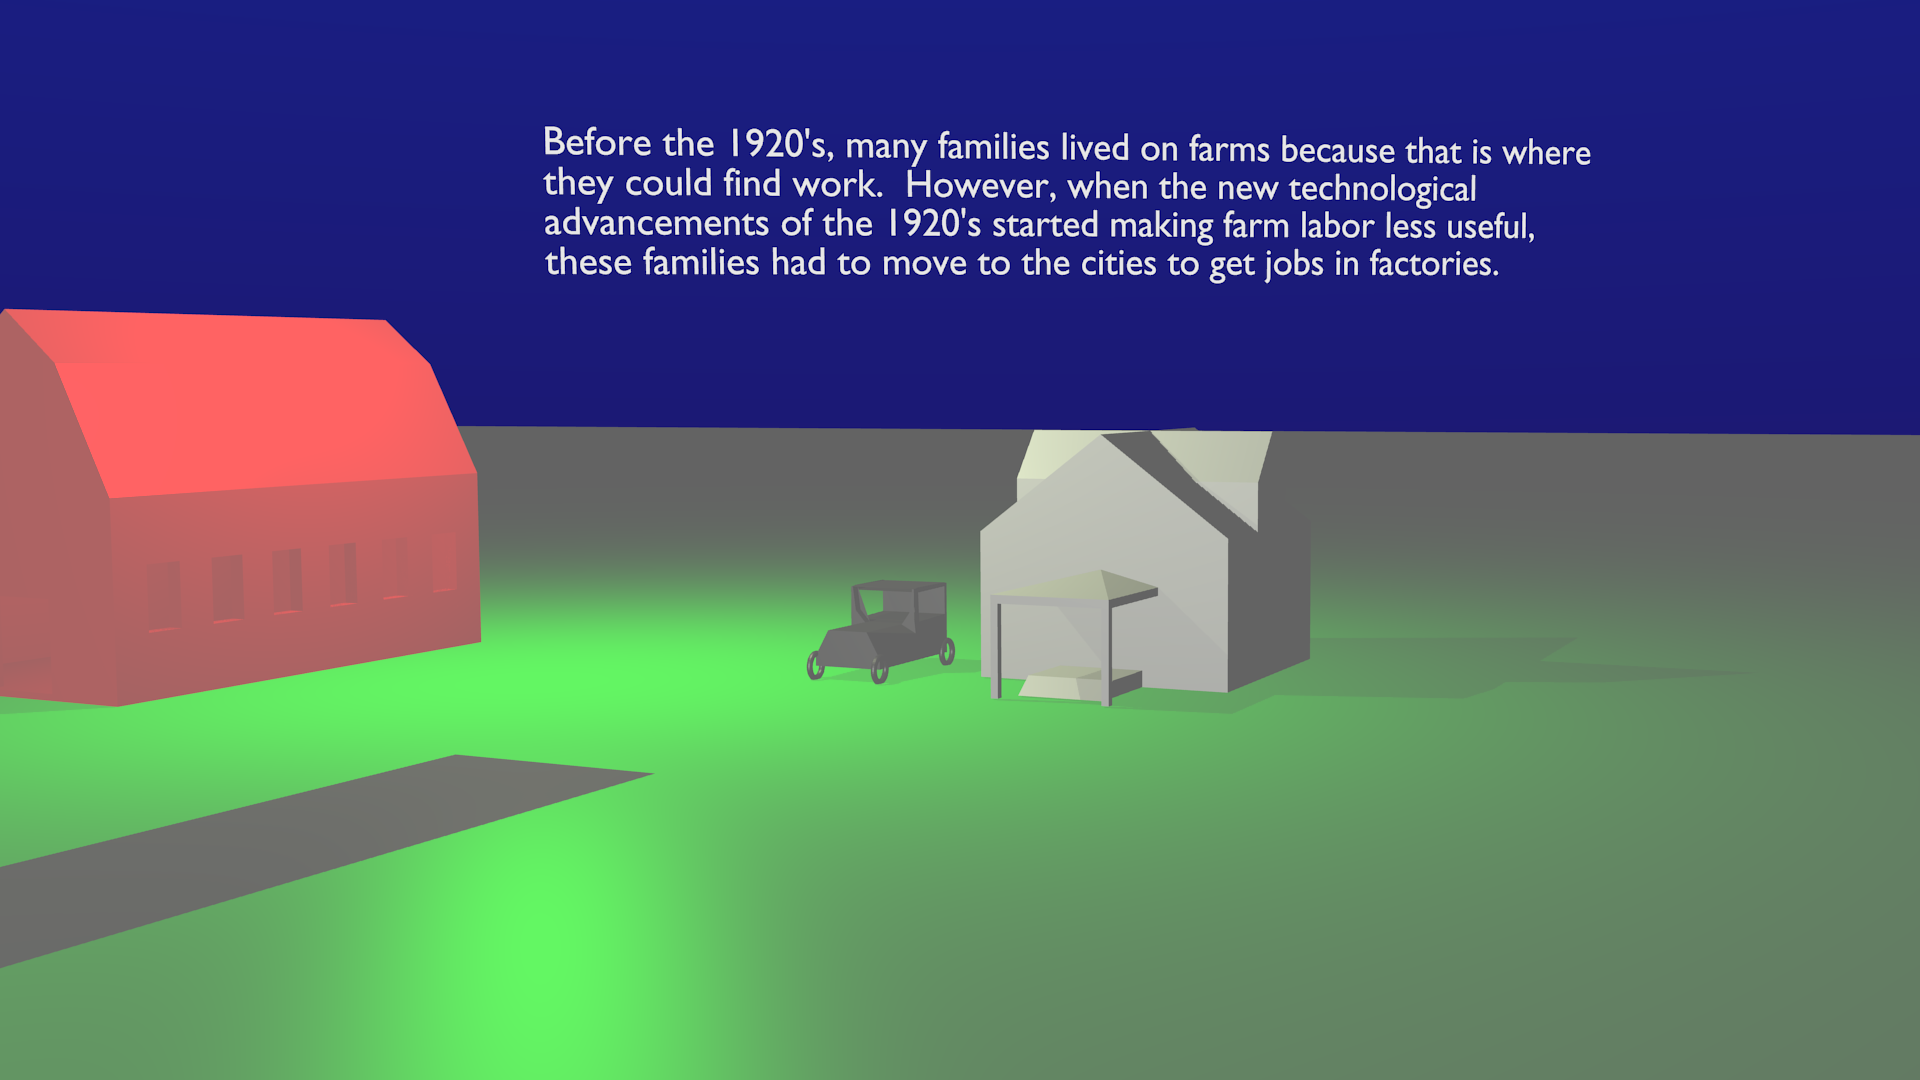 Before the 1920's, many families lived on farms because that is where
they could find work.  However, when the new technological
advancements of the 1920's started making farm labor less useful,
these families had to move to the cities to get jobs in factories.